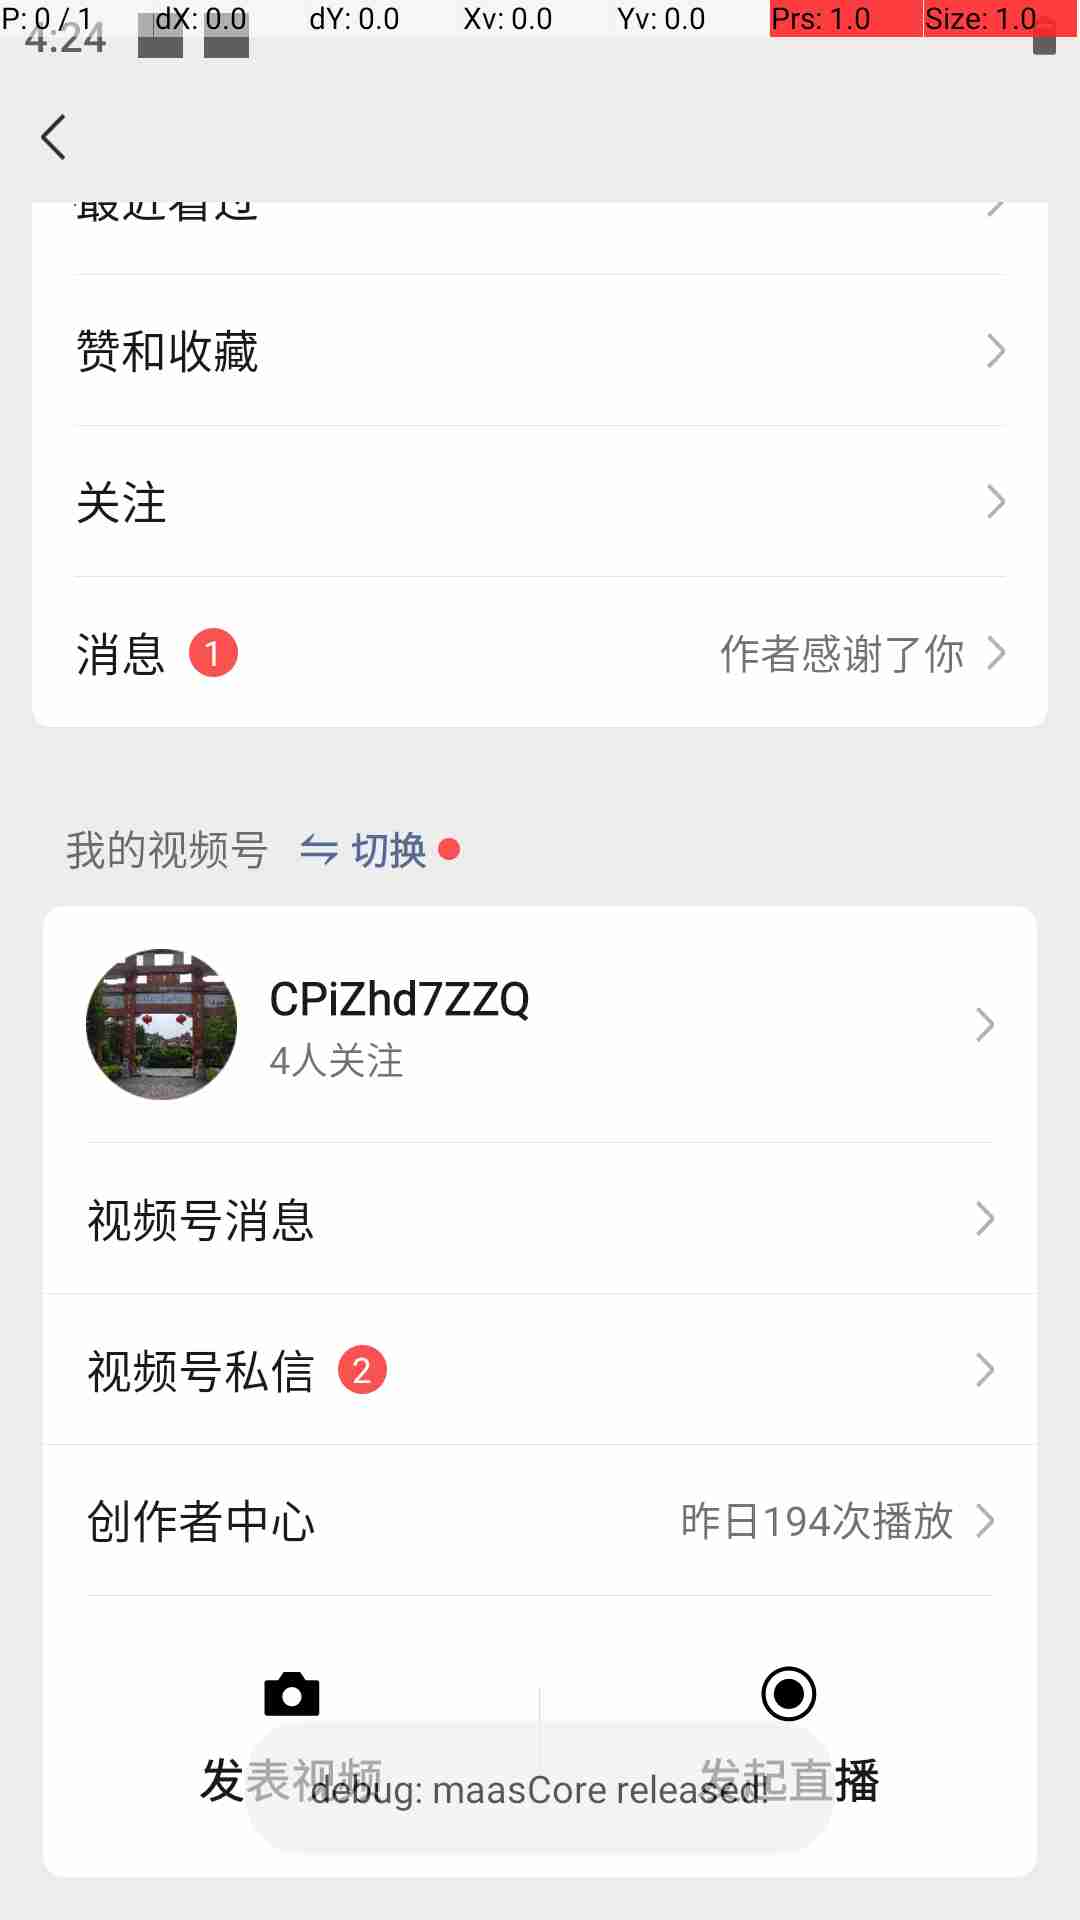 P: 0 / 1 dX: 0.0 dY: 0.0 Xv: 0.0 Yv: 0.0 Prs: 1.0 Size: 1.0
4:24
最近看过
赞和收藏
关注
消息 1 作者感谢了你
我的视频号 切换
CPiZhd7ZZQ
4人关注
视频号消息
视频号私信 2
创作者中心 昨日194次播放
发表视频 发起直播
debug: maasCore released!